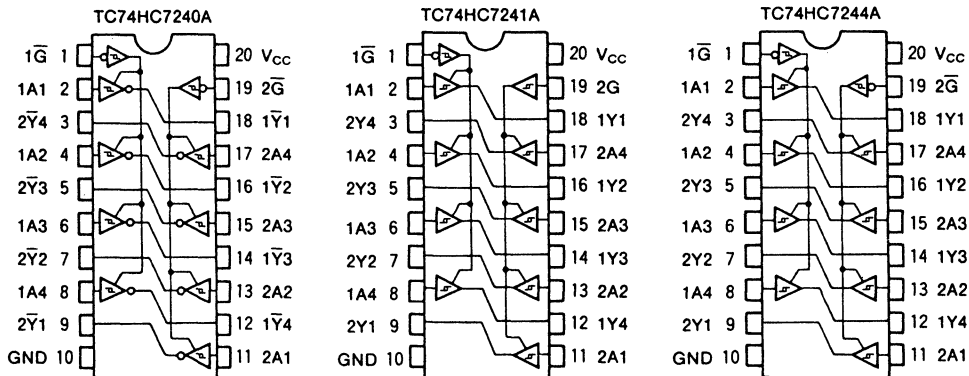 TC74HC7240A
1G̅ 1
1A1 2
2Y̅4 3
1A2 4
2Y̅3 5
1A3 6
2Y̅2 7
1A4 8
2Y̅1 9
GND 10
20 VCC
19 2G̅
18 1Y̅1
17 2A4
16 1Y̅2
15 2A3
14 1Y̅3
13 2A2
12 1Y̅4
11 2A1
TC74HC7241A
1G̅ 1
1A1 2
2Y4 3
1A2 4
2Y3 5
1A3 6
2Y2 7
1A4 8
2Y1 9
GND 10
20 VCC
19 2G
18 1Y1
17 2A4
16 1Y2
15 2A3
14 1Y3
13 2A2
12 1Y4
11 2A1
TC74HC7244A
1G̅ 1
1A1 2
2Y4 3
1A2 4
2Y3 5
1A3 6
2Y2 7
1A4 8
2Y1 9
GND 10
20 VCC
19 2G̅
18 1Y1
17 2A4
16 1Y2
15 2A3
14 1Y3
13 2A2
12 1Y4
11 2A1